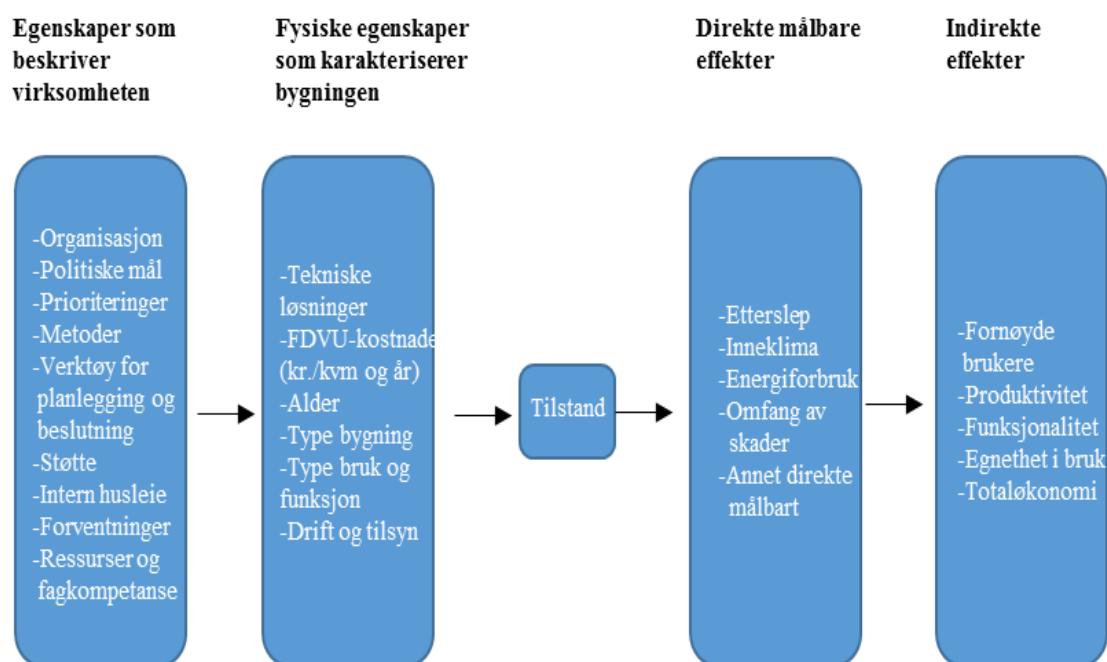 Egenskaper som
beskriver
virksomheten
Fysiske egenskaper
som karakteriserer
bygningen
Direkte målbare
effekter
Indirekte
effekter
-Organisasjon
-Politiske mål
-Prioriteringer
-Metoder
-Verktøy for
planlegging og
beslutning
-Støtte
-Intern husleie
-Forventninger
-Ressurser og
fagkompetanse
-Tekniske
løsninger
-FDVU-kostnade
(kr./kvm og år)
-Alder
-Type bygning
-Type bruk og
funksjon
-Drift og tilsyn
Tilstand
-Etterslep
-Inneklima
-Energiforbruk
-Omfang av
skader
-Annet direkte
målbart
-Fornøyde
brukere
-Produktivitet
-Funksjonalitet
-Egnethet i bruk
-Totaløkonomi